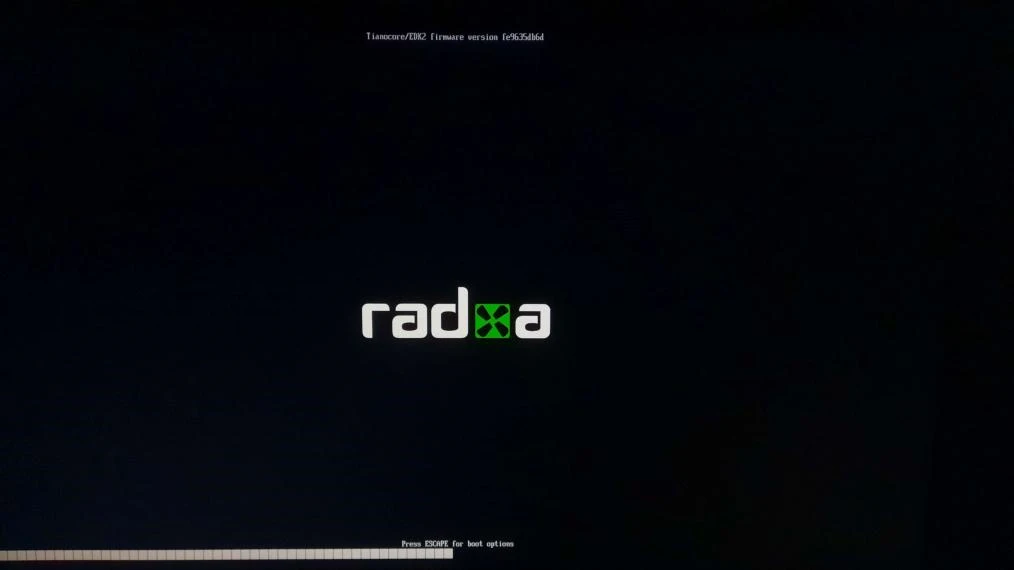 Tianocore/EDK2 firmware version fe9635db6d
radxa
Press ESCAPE for boot options